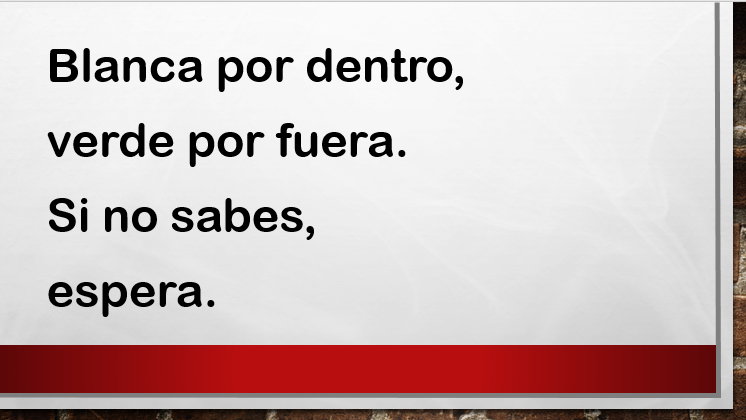 Blanca por dentro,
verde por fuera.
Si no sabes,
espera.